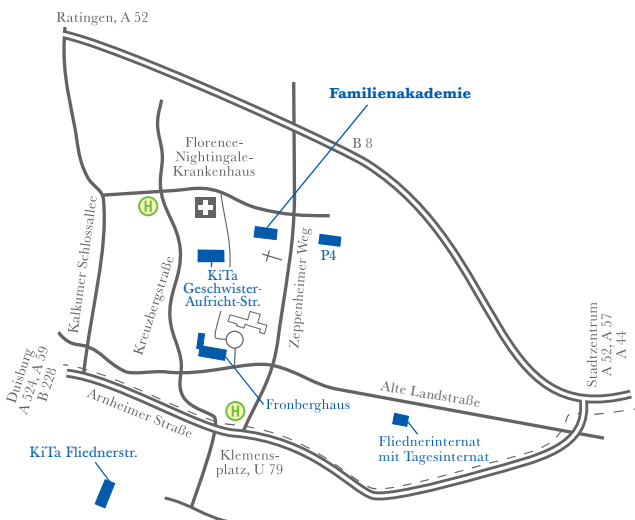 Ratingen, A 52
Familienakademie
B 8
Florence-
Nightingale-
Krankenhaus
H
Kalkumer Schlossallee
Kreuzbergstraße
Zeppenheimer Weg
P4
KiTa
Geschwister-
Aufricht-Str.
Stadtzentrum
A 52, A 57
A 44
Duisburg
A 524, A 59
B 228
Arnheimer Straße
H
Fronberghaus
Alte Landstraße
Fliednerinternat
mit Tagesinternat
KiTa Fliednerstr.
Klemens-
platz, U 79